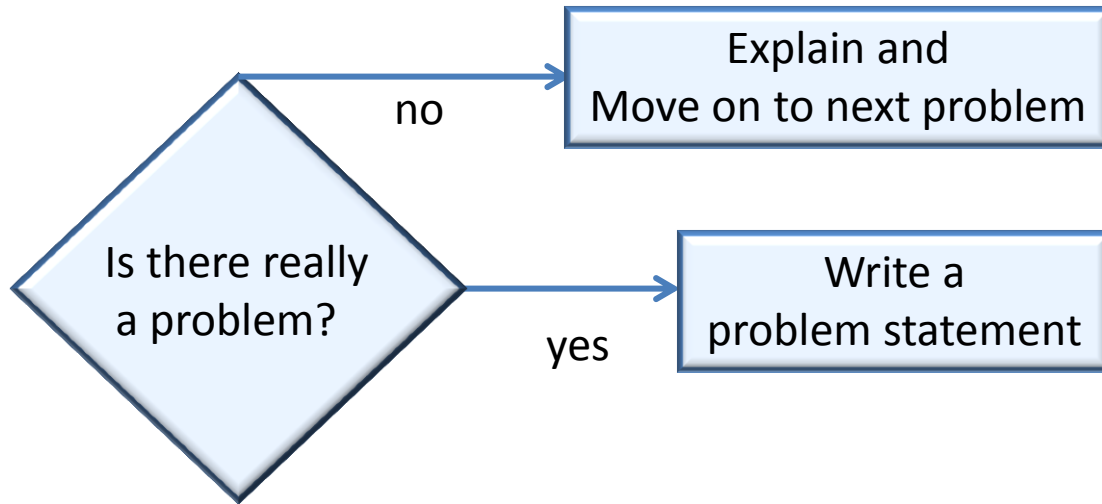 Explain and
Move on to next problem
no
Is there really
a problem?
Write a
problem statement
yes